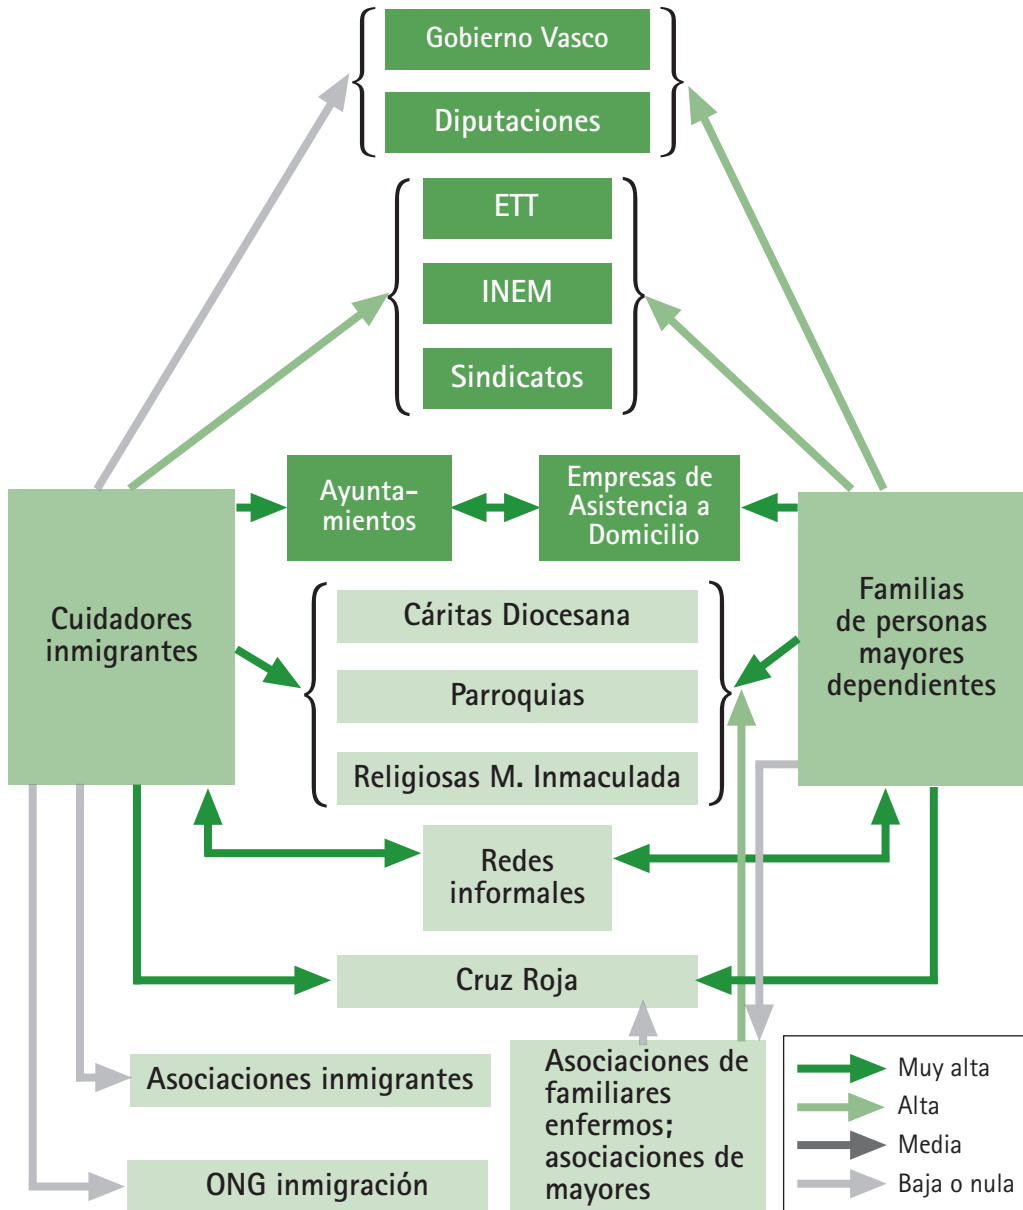 Gobierno Vasco
Diputaciones
ETT
INEM
Sindicatos
Ayunta-
mientos
Empresas de
Asistencia a
Domicilio
Cuidadores
inmigrantes
Familias
de personas
mayores
dependientes
Cáritas Diocesana
Parroquias
Religiosas M. Inmaculada
Redes
informales
Cruz Roja
Asociaciones inmigrantes
ONG inmigración
Asociaciones de
familiares
enfermos;
asociaciones de
mayores
Muy alta
Alta
Media
Baja o nula